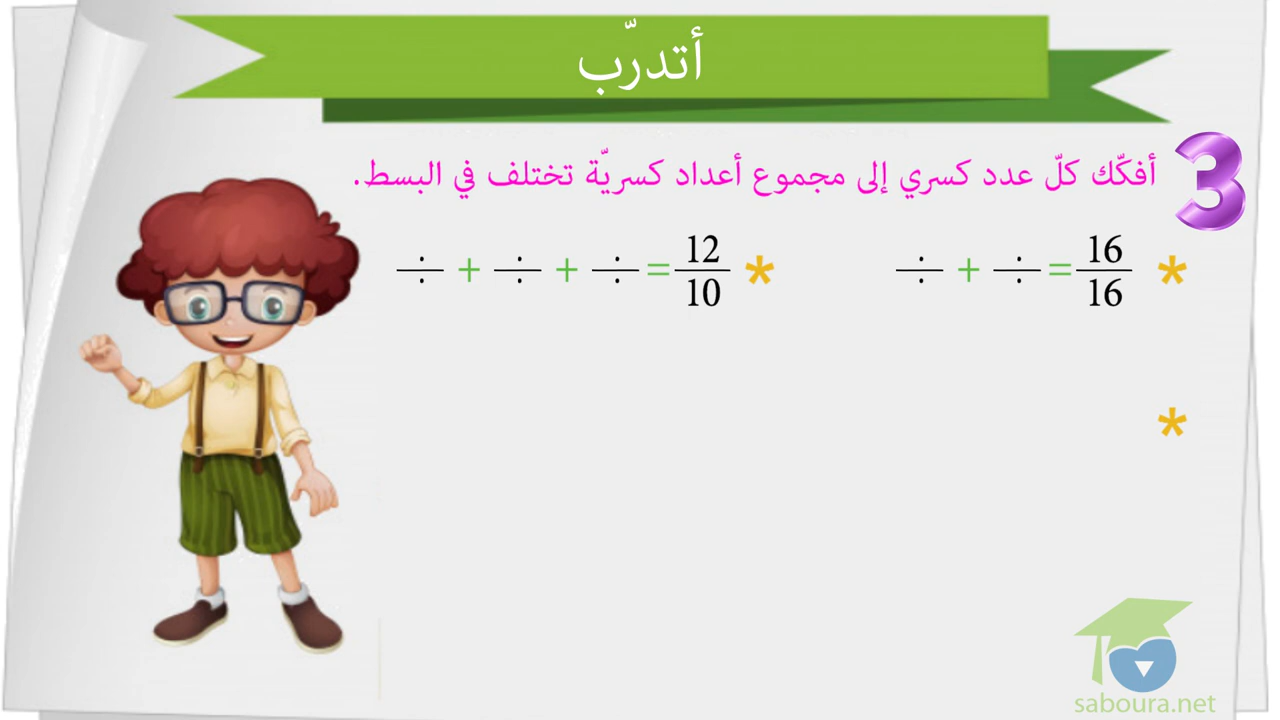 أتدرّب
3 أفكّك كلّ عدد كسري إلى مجموع أعداد كسريّة تختلف في البسط.
* 16/16 = — + —
* 12/10 = — + — + —
*
saboura.net